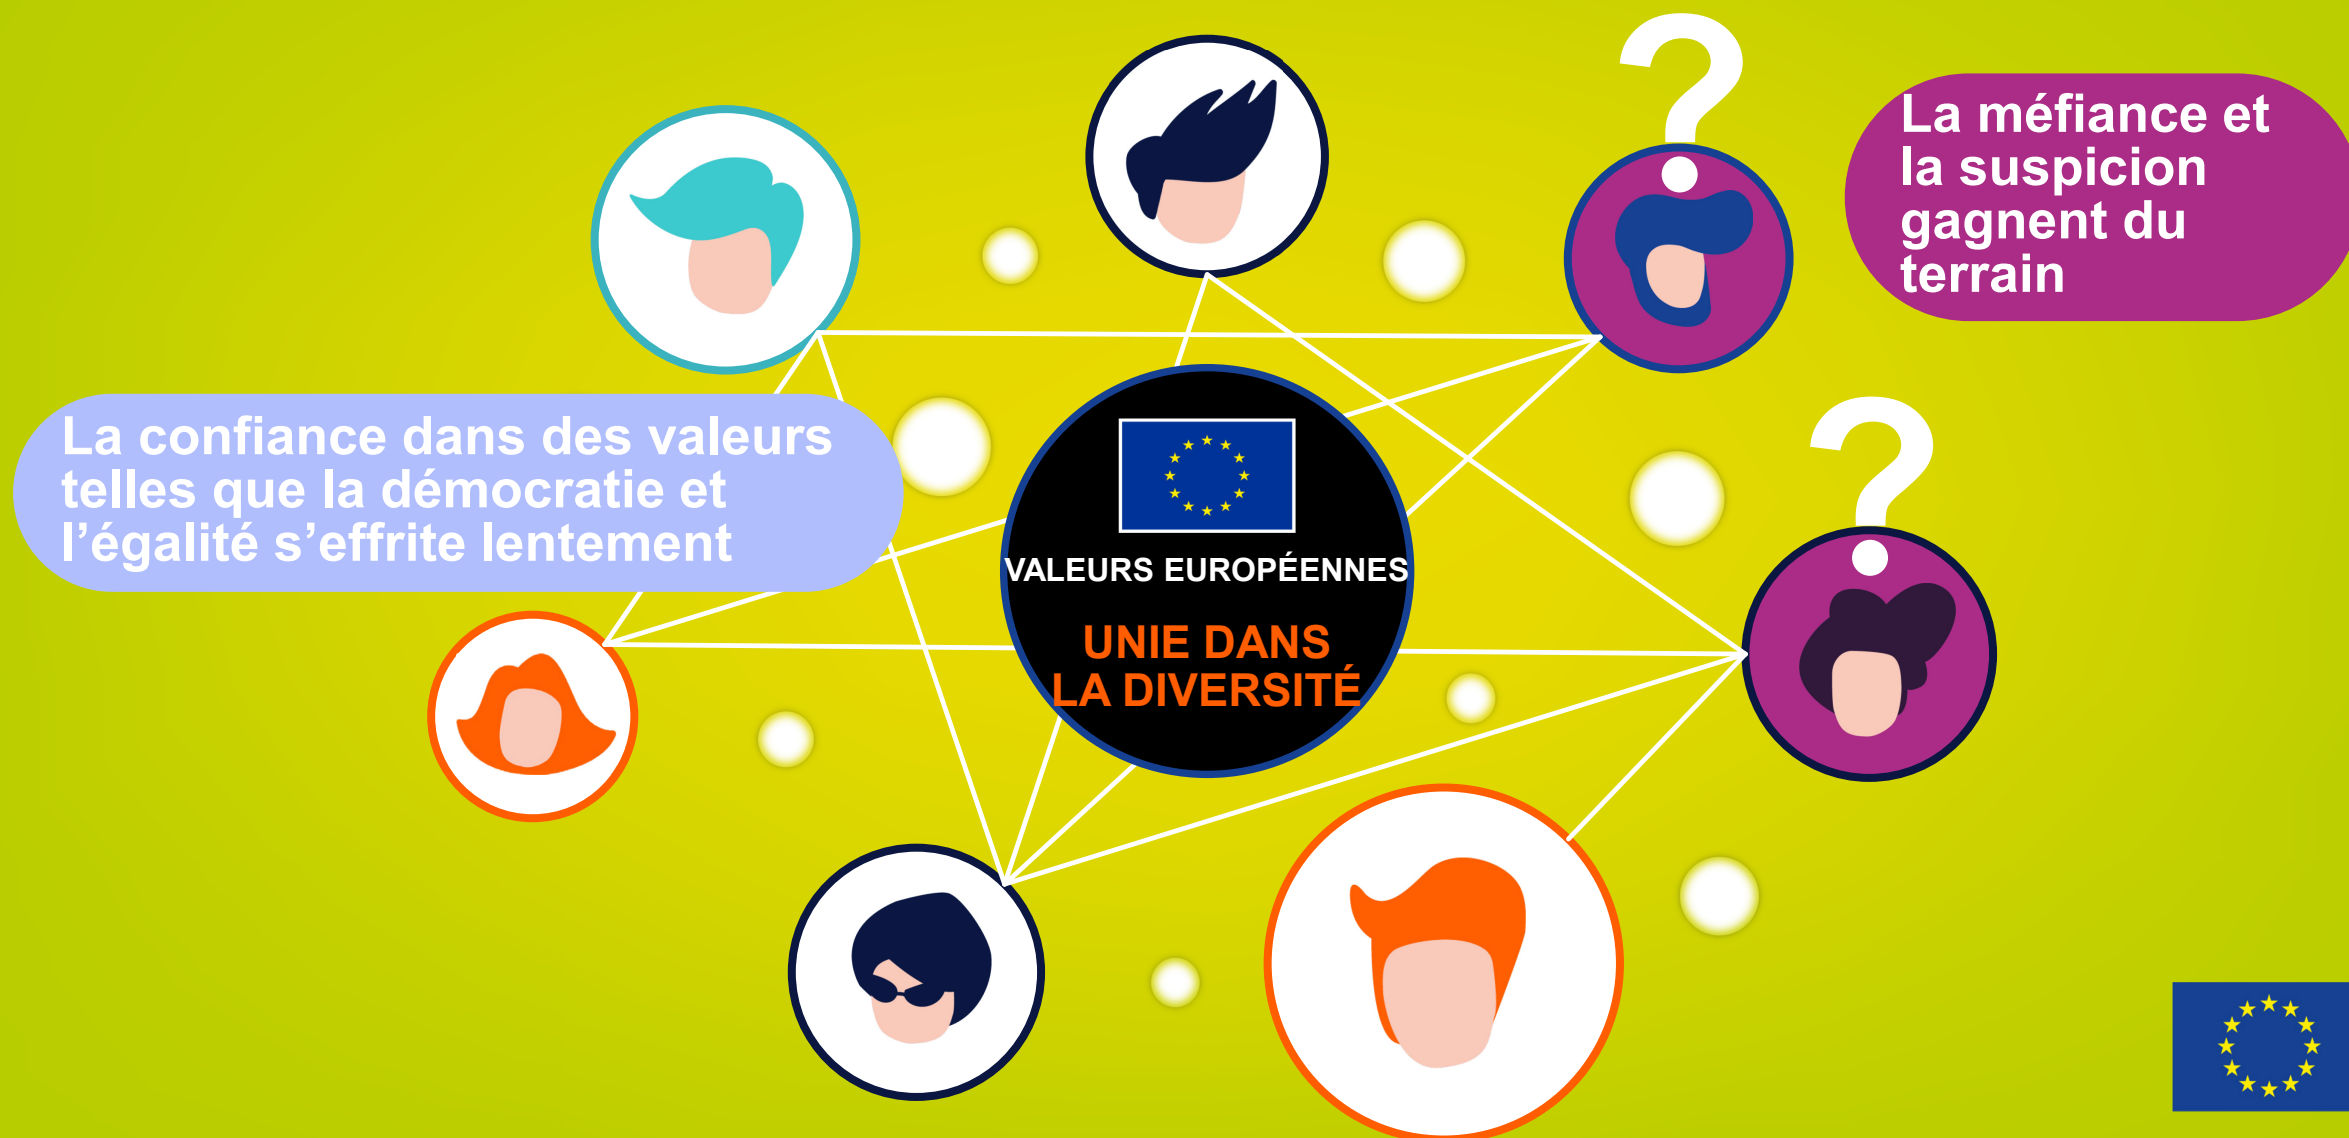 ?
La méfiance et
la suspicion
gagnent du
terrain
La confiance dans des valeurs
telles que la démocratie et
l’égalité s’effrite lentement
?
VALEURS EUROPÉENNES
UNIE DANS
LA DIVERSITÉ